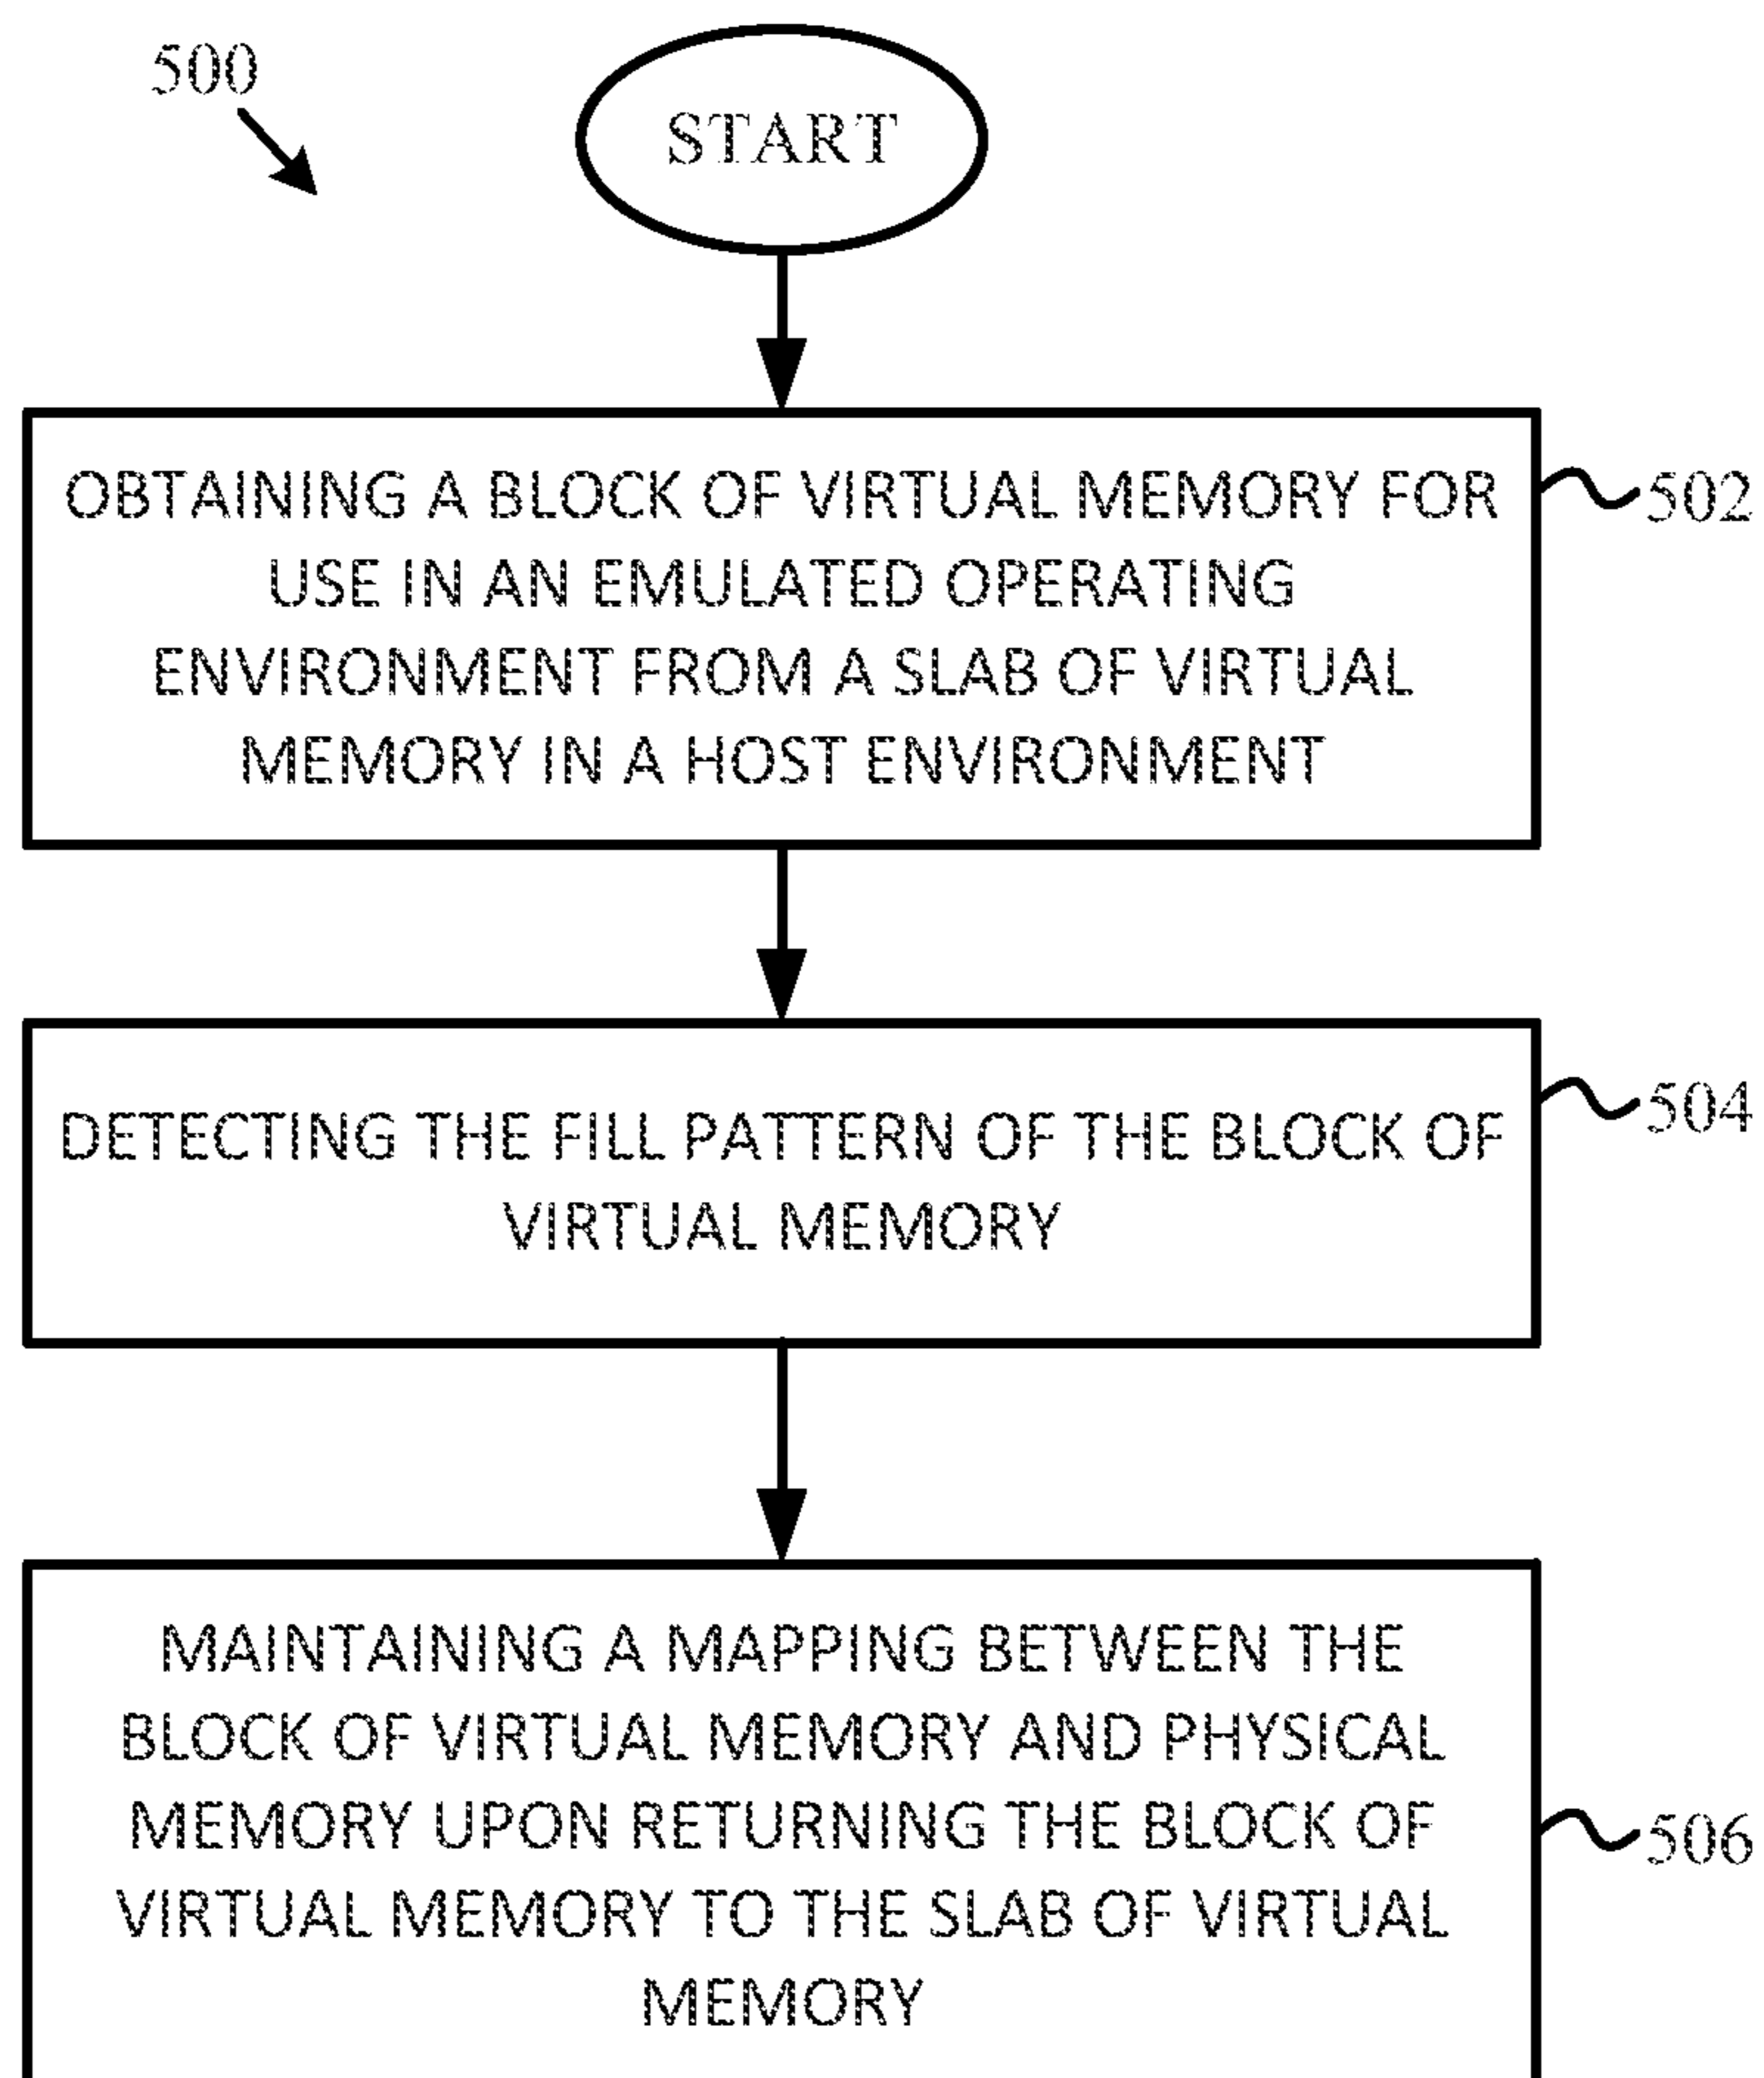 500
START
OBTAINING A BLOCK OF VIRTUAL MEMORY FOR
USE IN AN EMULATED OPERATING
ENVIRONMENT FROM A SLAB OF VIRTUAL
MEMORY IN A HOST ENVIRONMENT
502
DETECTING THE FILL PATTERN OF THE BLOCK OF
VIRTUAL MEMORY
504
MAINTAINING A MAPPING BETWEEN THE
BLOCK OF VIRTUAL MEMORY AND PHYSICAL
MEMORY UPON RETURNING THE BLOCK OF
VIRTUAL MEMORY TO THE SLAB OF VIRTUAL
MEMORY
506